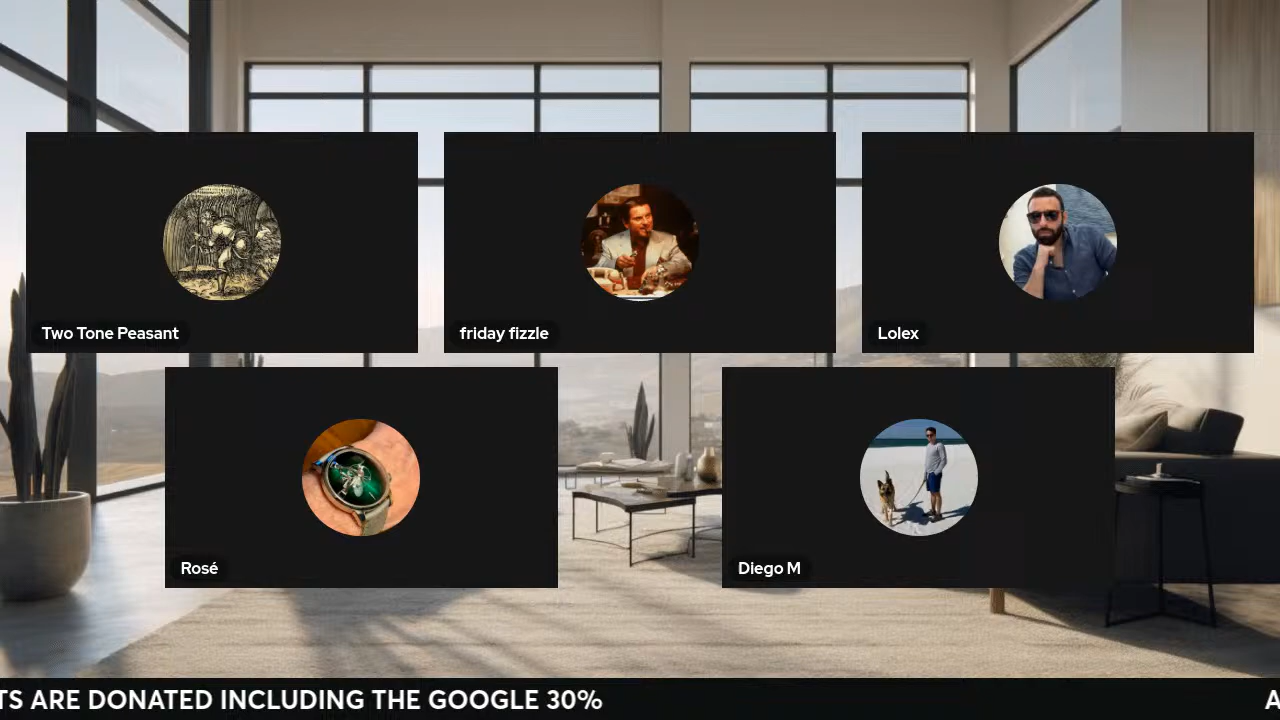 Two Tone Peasant
friday fizzle
Lolex
Rosé
Diego M
TS ARE DONATED INCLUDING THE GOOGLE 30% A